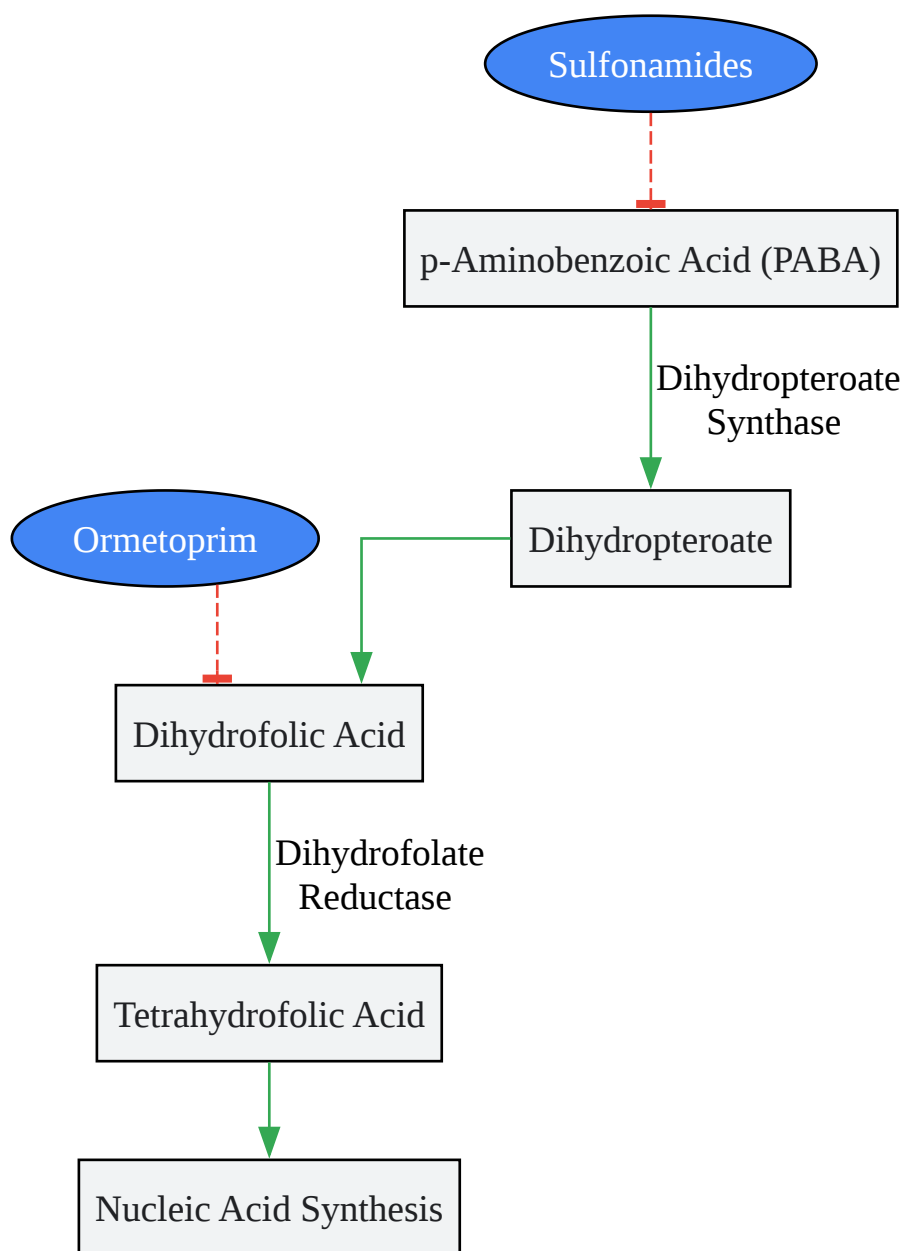 Sulfonamides
p-Aminobenzoic Acid (PABA)
Dihydropteroate
Synthase
Ormetoprim
Dihydropteroate
Dihydrofolic Acid
Dihydrofolate
Reductase
Tetrahydrofolic Acid
Nucleic Acid Synthesis